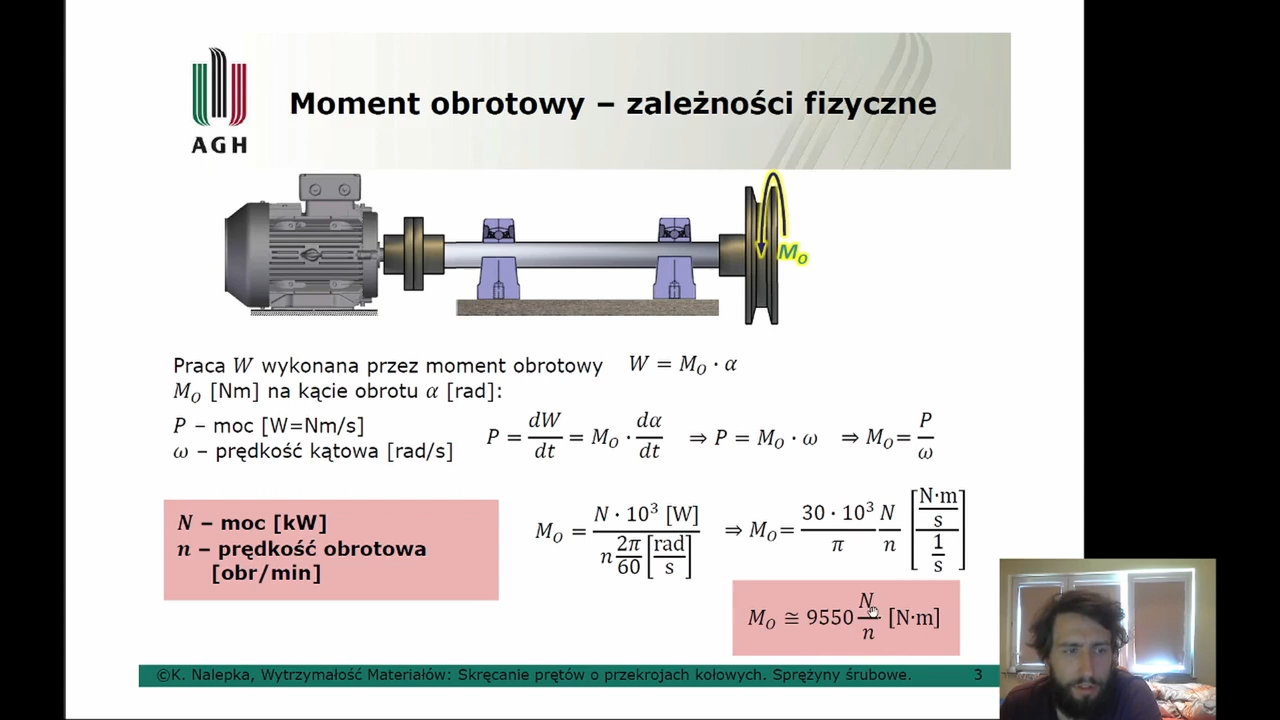 AGH
Moment obrotowy – zależności fizyczne
M_O
Praca W wykonana przez moment obrotowy W = M_O · α
M_O [Nm] na kącie obrotu α [rad]:
P – moc [W=Nm/s]
ω – prędkość kątowa [rad/s]
P = dW/dt = M_O · dα/dt ⇒ P = M_O · ω ⇒ M_O = P/ω
N – moc [kW]
n – prędkość obrotowa
[obr/min]
M_O = N · 10³ [W] / n 2π/60 [rad/s] ⇒ M_O = 30 · 10³/π N/n [N·m/s / 1/s]
M_O ≅ 9550 N/n [N·m]
©K. Nalepka, Wytrzymałość Materiałów: Skręcanie prętów o przekrojach kołowych. Sprężyny śrubowe. 3